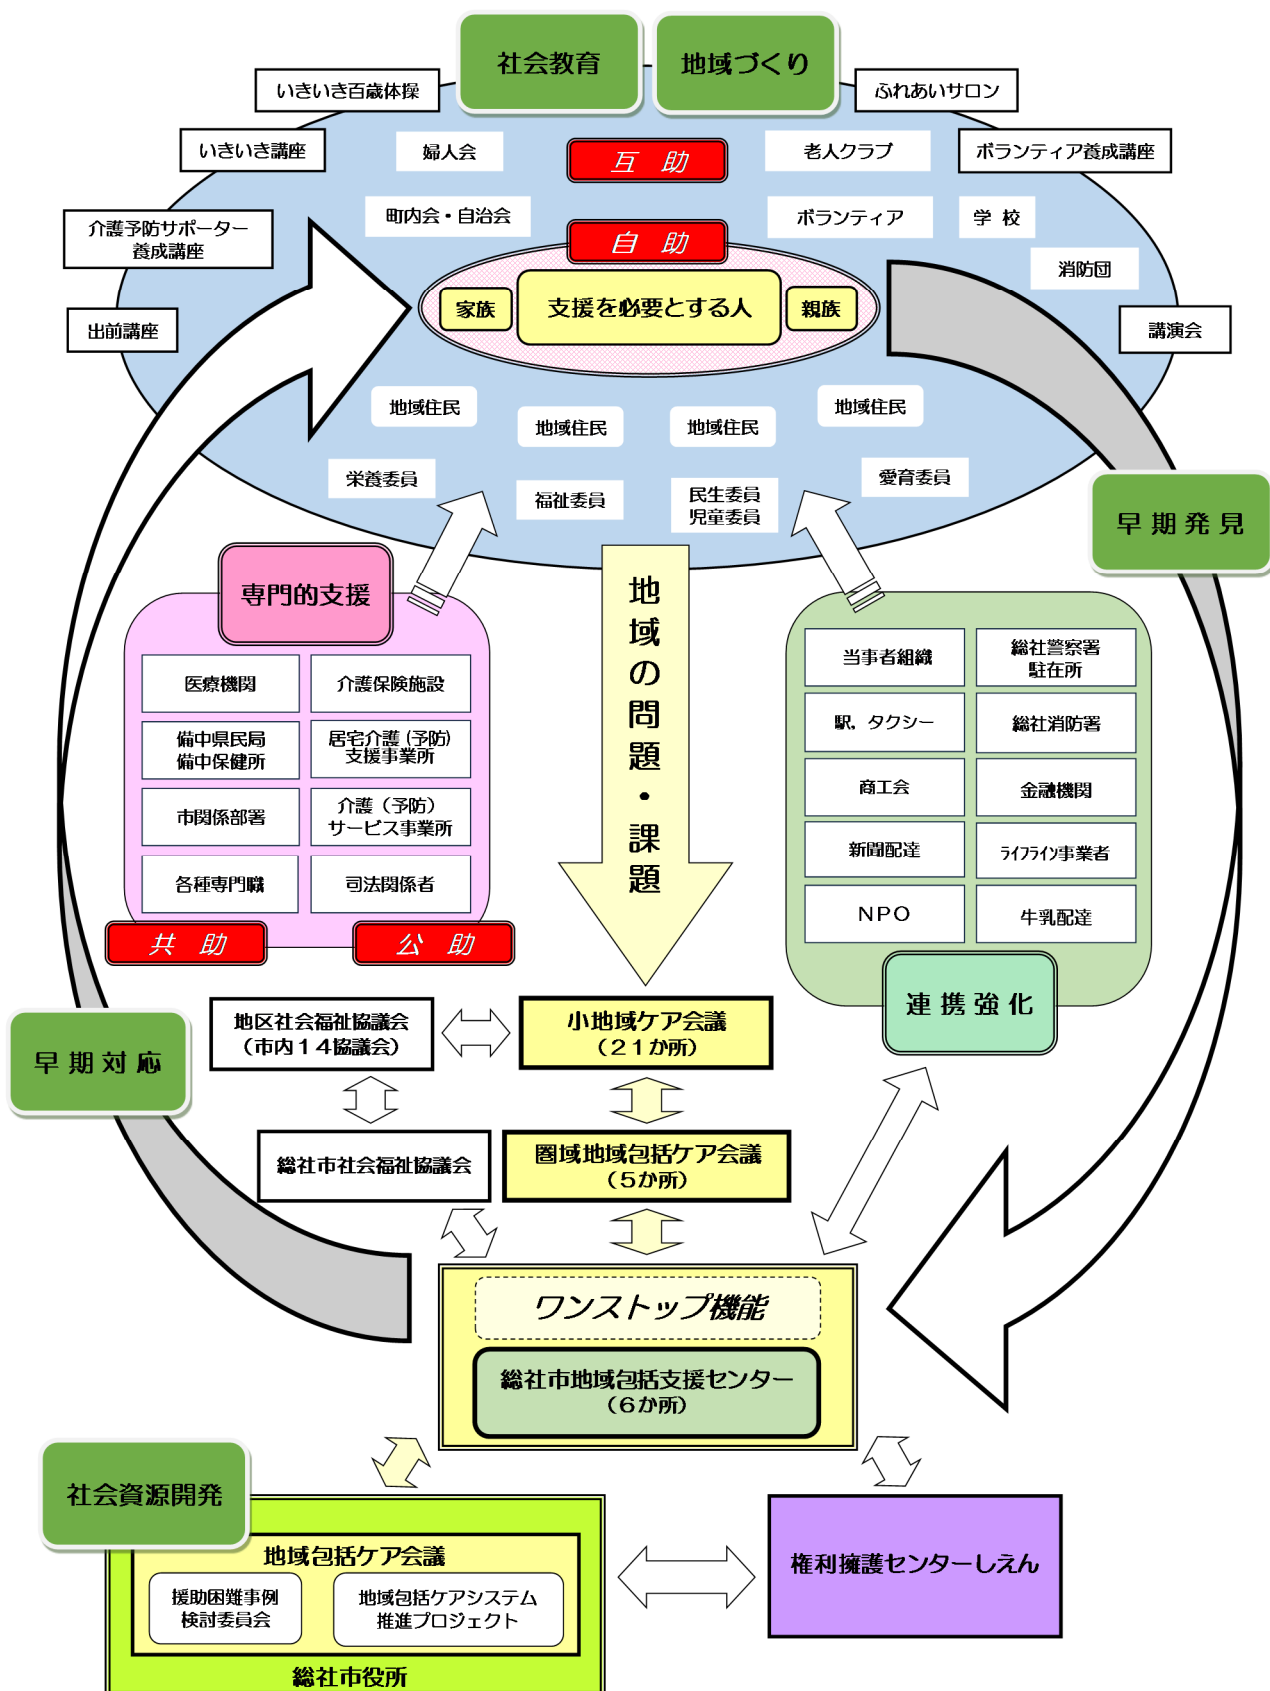 社会教育
地域づくり
いきいき百歳体操
ふれあいサロン
いきいき講座
婦人会
互　助
老人クラブ
ボランティア養成講座
介護予防サポーター
養成講座
町内会・自治会
自　助
ボランティア
学 校
消防団
家族
支援を必要とする人
親族
出前講座
講演会
地域住民
地域住民
地域住民
地域住民
栄養委員
福祉委員
民生委員
児童委員
愛育委員
早 期 発 見
専門的支援
地域の問題・課題
医療機関
介護保険施設
備中県民局
備中保健所
居宅介護（予防）
支援事業所
市関係部署
介護（予防）
サービス事業所
各種専門職
司法関係者
共　助
公　助
当事者組織
総社警察署
駐在所
駅，タクシー
総社消防署
商工会
金融機関
新聞配達
ライフライン事業者
ＮＰＯ
牛乳配達
連 携 強 化
早 期 対 応
地区社会福祉協議会
（市内１４協議会）
小地域ケア会議
（２１か所）
総社市社会福祉協議会
圏域地域包括ケア会議
（５か所）
ワンストップ機能
総社市地域包括支援センター
（６か所）
社会資源開発
地域包括ケア会議
援助困難事例
検討委員会
地域包括ケアシステム
推進プロジェクト
総社市役所
権利擁護センターしえん